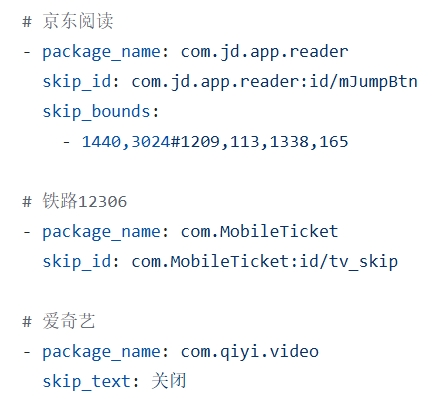 # 京东阅读
- package_name: com.jd.app.reader
  skip_id: com.jd.app.reader:id/mJumpBtn
  skip_bounds:
    - 1440,3024#1209,113,1338,165

# 铁路12306
- package_name: com.MobileTicket
  skip_id: com.MobileTicket:id/tv_skip

# 爱奇艺
- package_name: com.qiyi.video
  skip_text: 关闭